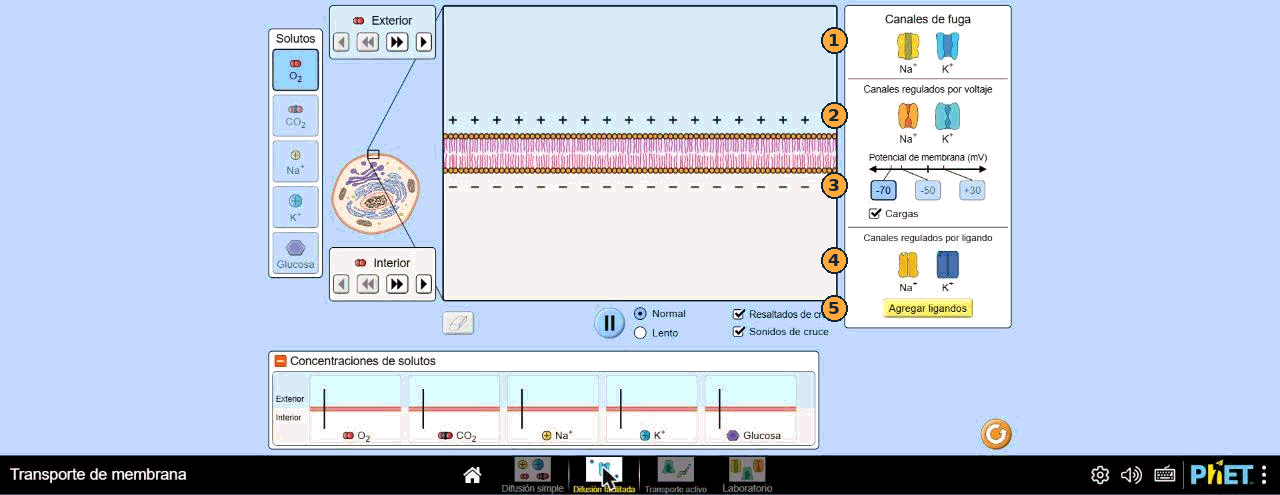 Solutos
O2
CO2
Na+
K+
Glucosa
Exterior
Interior
+ + + + + + + + + + + + + + + + +
− − − − − − − − − − − − − − − − −
1
2
3
4
5
Canales de fuga
Na+ K+
Canales regulados por voltaje
Na+ K+
Potencial de membrana (mV)
-70 -50 +30
Cargas
Canales regulados por ligando
Na+ K+
Agregar ligandos
Normal
Lento
Resaltados de
Sonidos de cruce
Concentraciones de solutos
Exterior
Interior
O2 CO2 Na+ K+ Glucosa
Transporte de membrana
Difusión simple
Difusión facilitada
Transporte activo
Laboratorio
PhET